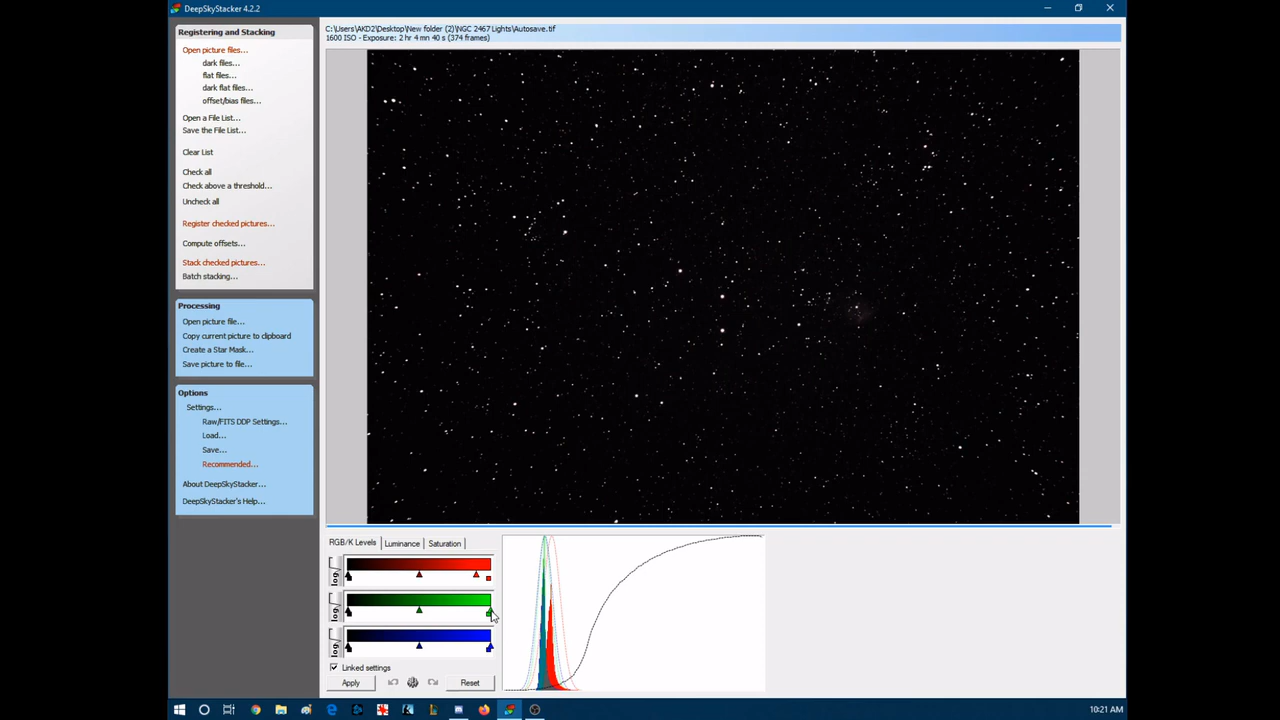 DeepSkyStacker 4.2.2
Registering and Stacking
Open picture files...
dark files...
flat files...
dark flat files...
offset/bias files...
Open a File List...
Save the File List...
Clear List
Check all
Check above a threshold...
Uncheck all
Register checked pictures...
Compute offsets...
Stack checked pictures...
Batch stacking...
Processing
Open picture file...
Copy current picture to clipboard
Create a Star Mask...
Save picture to file...
Options
Settings...
Raw/FITS DDP Settings...
Load...
Save...
Recommended...
About DeepSkyStacker...
DeepSkyStacker's Help...
C:\Users\AKD2\Desktop\New folder (2)\NGC 2467 Lights\Autosave.tif
1600 ISO - Exposure: 2 hr 4 mn 40 s (374 frames)
RGB/K Levels
Luminance
Saturation
log
log
log
Linked settings
Apply
Reset
10:21 AM